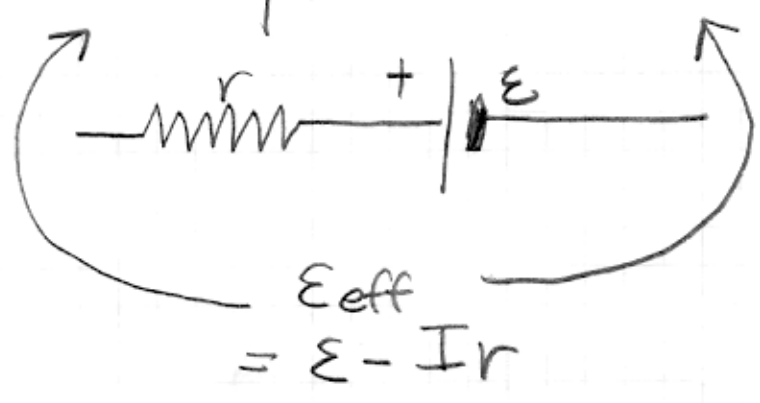 r + ε
εeff
= ε - Ir